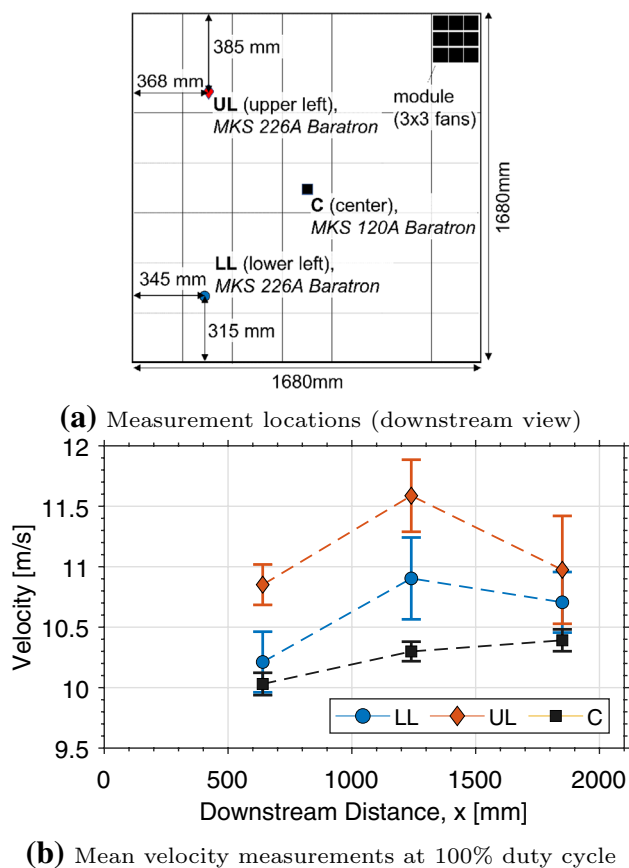 385 mm
368 mm
UL (upper left),
MKS 226A Baratron
module
(3x3 fans)
C (center),
MKS 120A Baratron
LL (lower left),
MKS 226A Baratron
345 mm
315 mm
1680mm
1680mm
(a) Measurement locations (downstream view)
12
11.5
11
10.5
10
9.5
Velocity [m/s]
LL UL C
0 500 1000 1500 2000
Downstream Distance, x [mm]
(b) Mean velocity measurements at 100% duty cycle